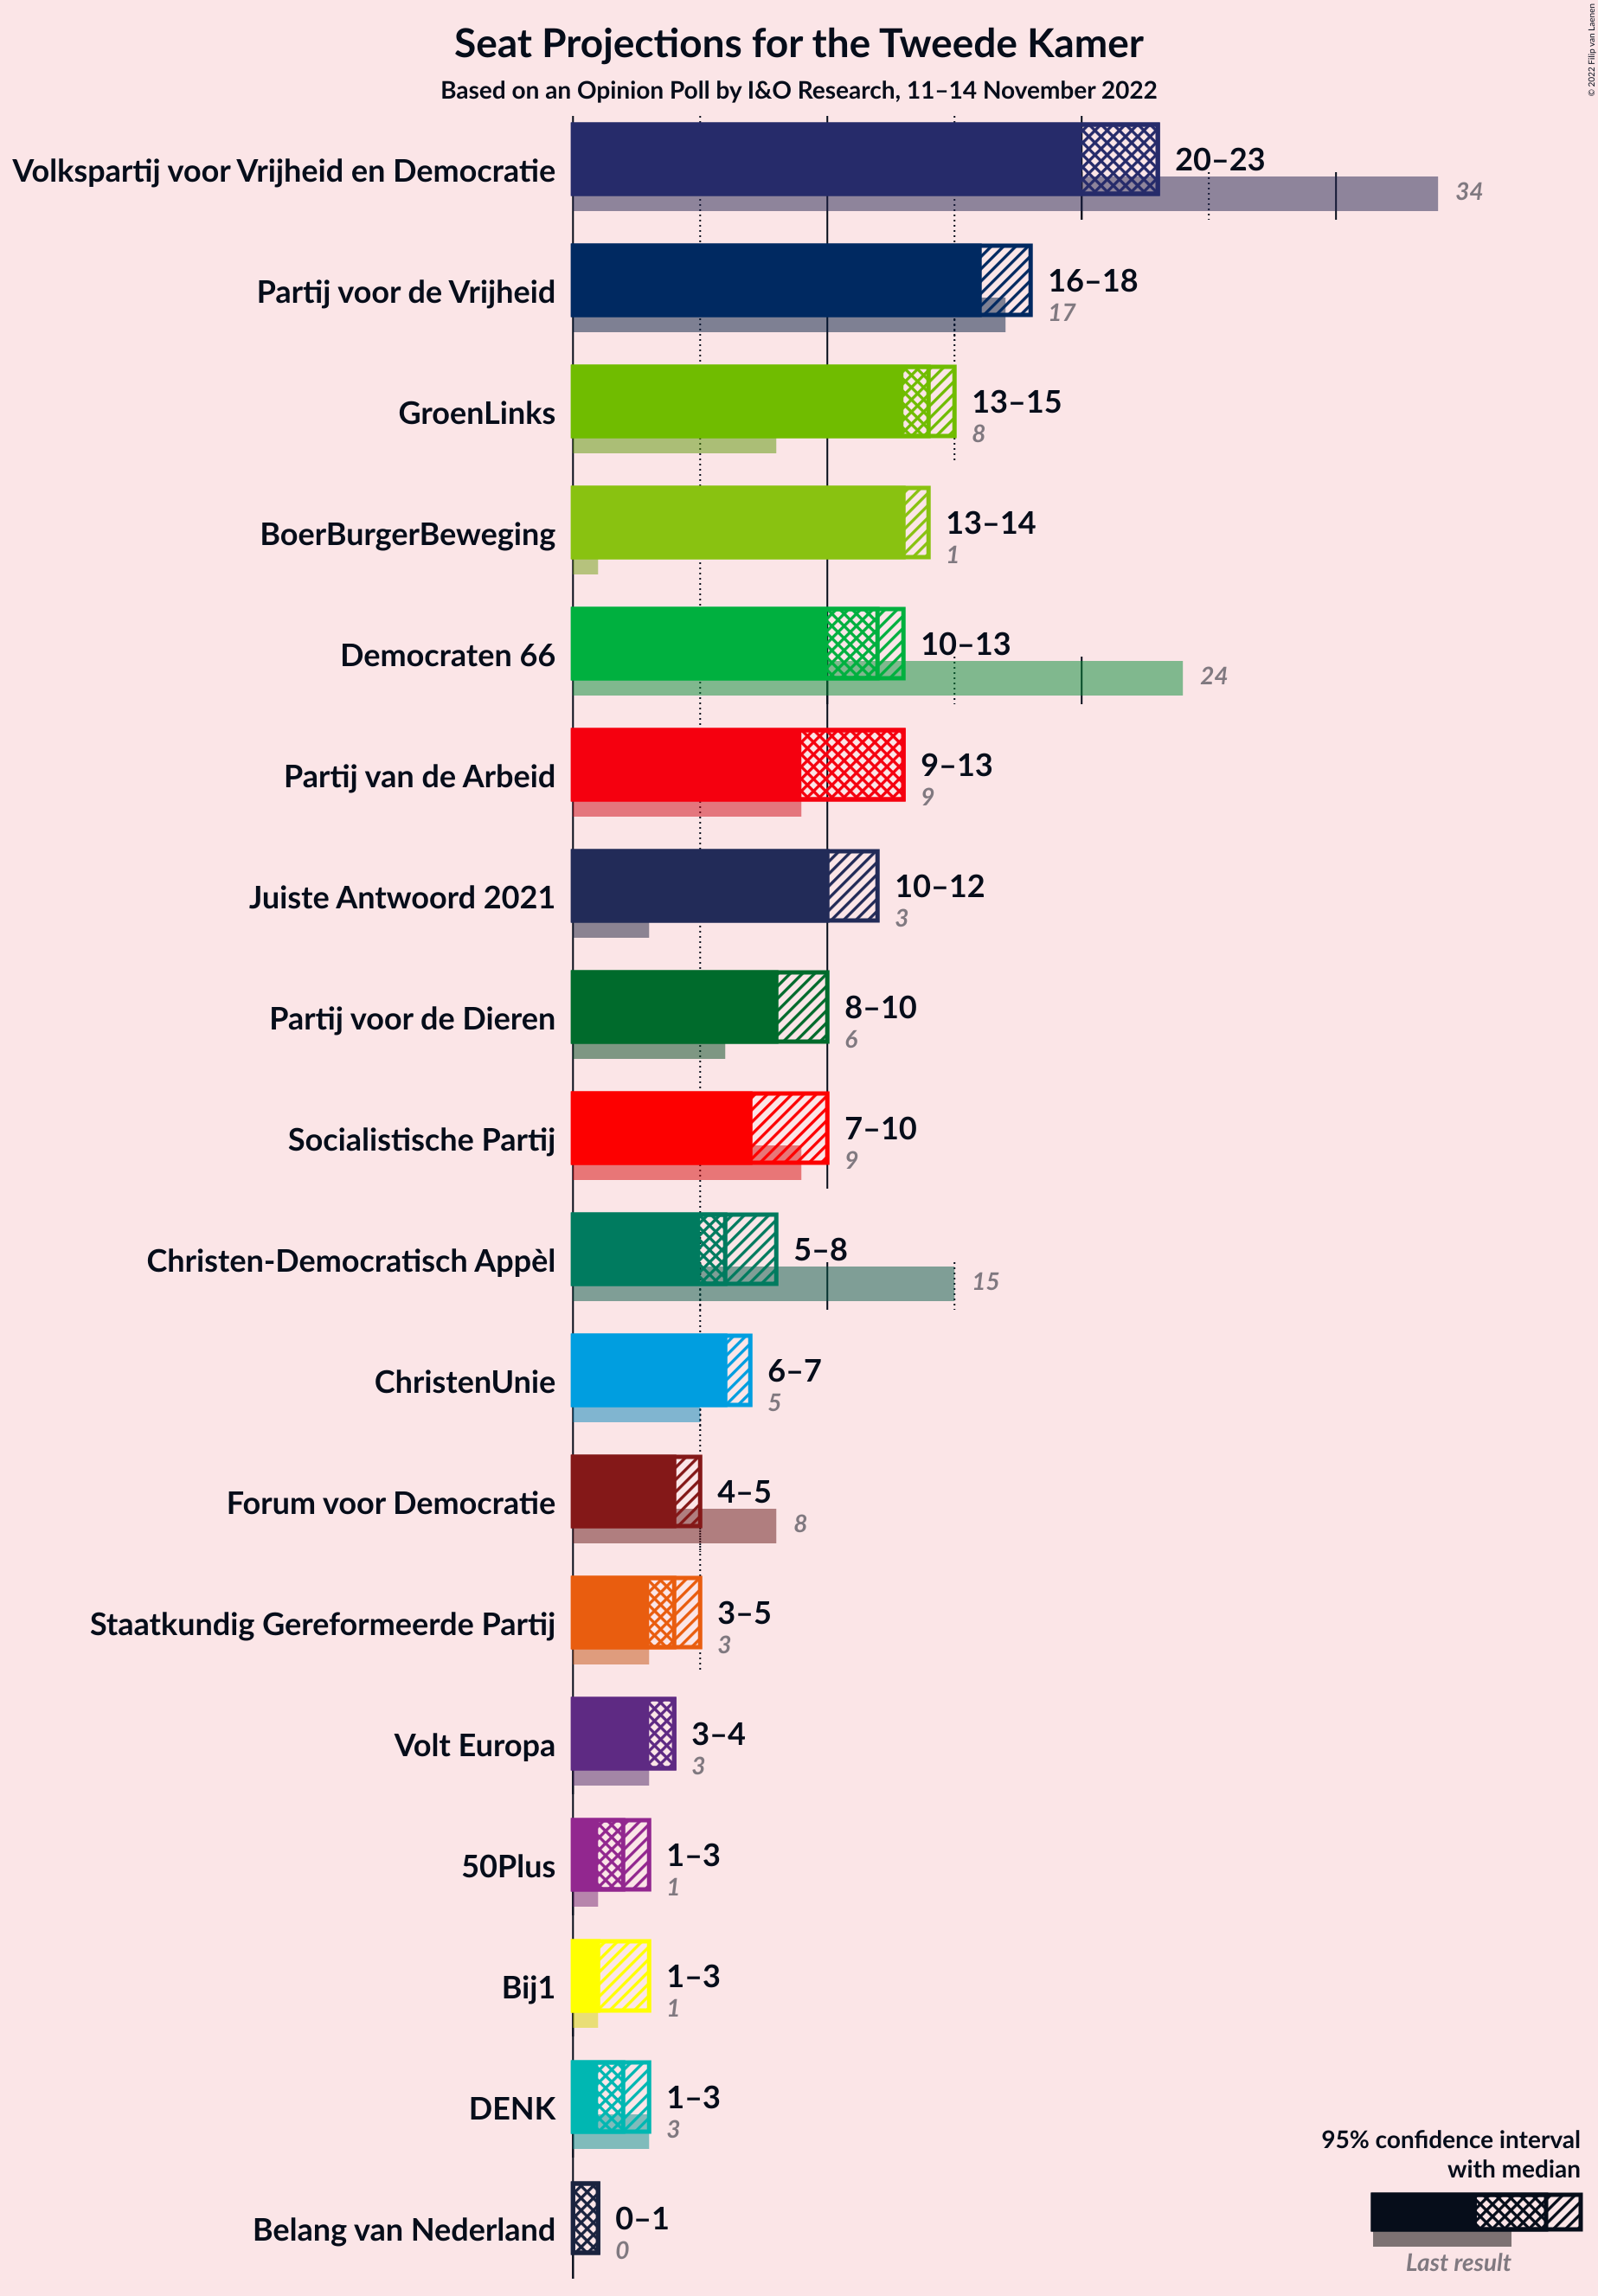 Seat Projections for the Tweede Kamer
Based on an Opinion Poll by I&O Research, 11–14 November 2022
© 2022 Filip van Laenen
Volkspartij voor Vrijheid en Democratie
20–23
34
Partij voor de Vrijheid
16–18
17
GroenLinks
13–15
8
BoerBurgerBeweging
13–14
1
Democraten 66
10–13
24
Partij van de Arbeid
9–13
9
Juiste Antwoord 2021
10–12
3
Partij voor de Dieren
8–10
6
Socialistische Partij
7–10
9
Christen-Democratisch Appèl
5–8
15
ChristenUnie
6–7
5
Forum voor Democratie
4–5
8
Staatkundig Gereformeerde Partij
3–5
3
Volt Europa
3–4
3
50Plus
1–3
1
Bij1
1–3
1
DENK
1–3
3
Belang van Nederland
0–1
0
95% confidence interval
with median
Last result